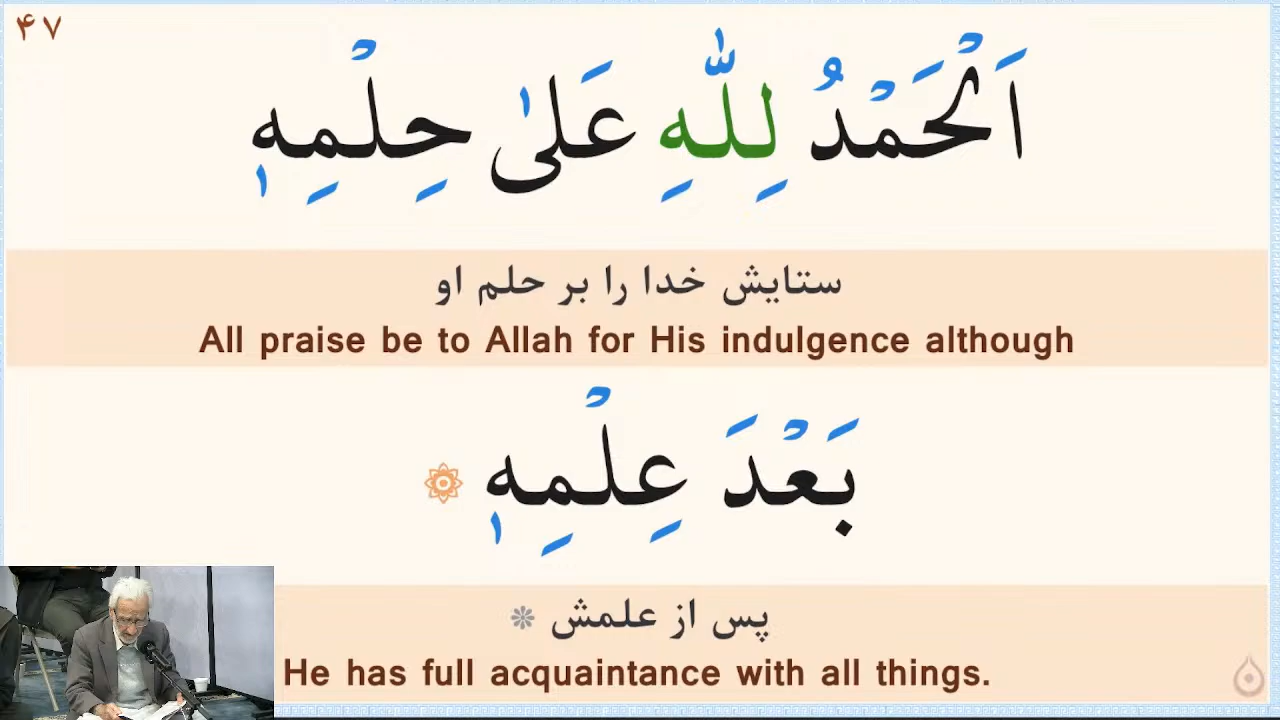 ۴۷
اَلْحَمْدُ لِلّٰهِ عَلىٰ حِلْمِهٖ
ستایش خدا را بر حلم او
All praise be to Allah for His indulgence although
بَعْدَ عِلْمِهٖ
پس از علمش
He has full acquaintance with all things.